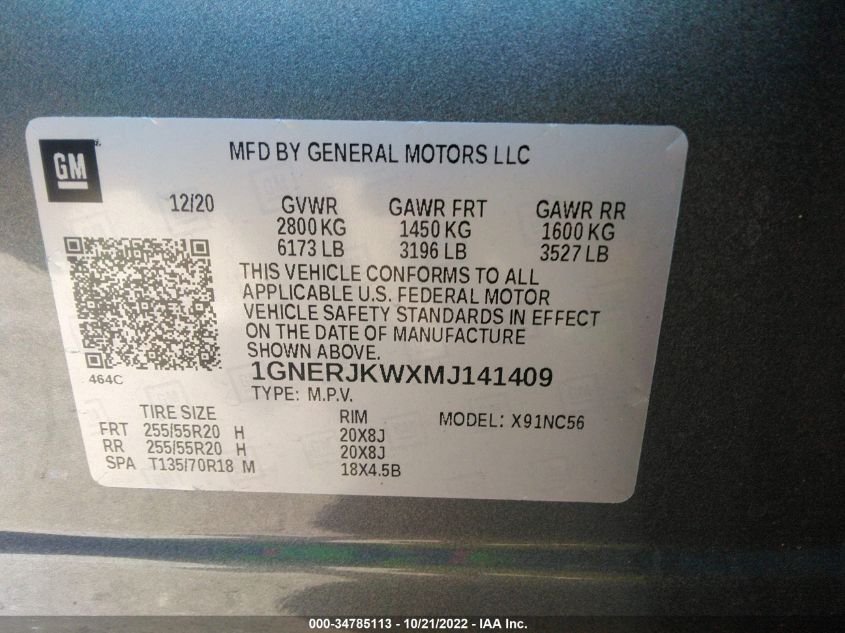 GM
MFD BY GENERAL MOTORS LLC
12/20 GVWR GAWR FRT GAWR RR
2800 KG 1450 KG 1600 KG
6173 LB 3196 LB 3527 LB
THIS VEHICLE CONFORMS TO ALL
APPLICABLE U.S. FEDERAL MOTOR
VEHICLE SAFETY STANDARDS IN EFFECT
ON THE DATE OF MANUFACTURE
SHOWN ABOVE.
464C
1GNERJKWXMJ141409
TYPE: M.P.V.
TIRE SIZE RIM MODEL: X91NC56
FRT 255/55R20 H 20X8J
RR 255/55R20 H 20X8J
SPA T135/70R18 M 18X4.5B
000-34785113 - 10/21/2022 - IAA Inc.